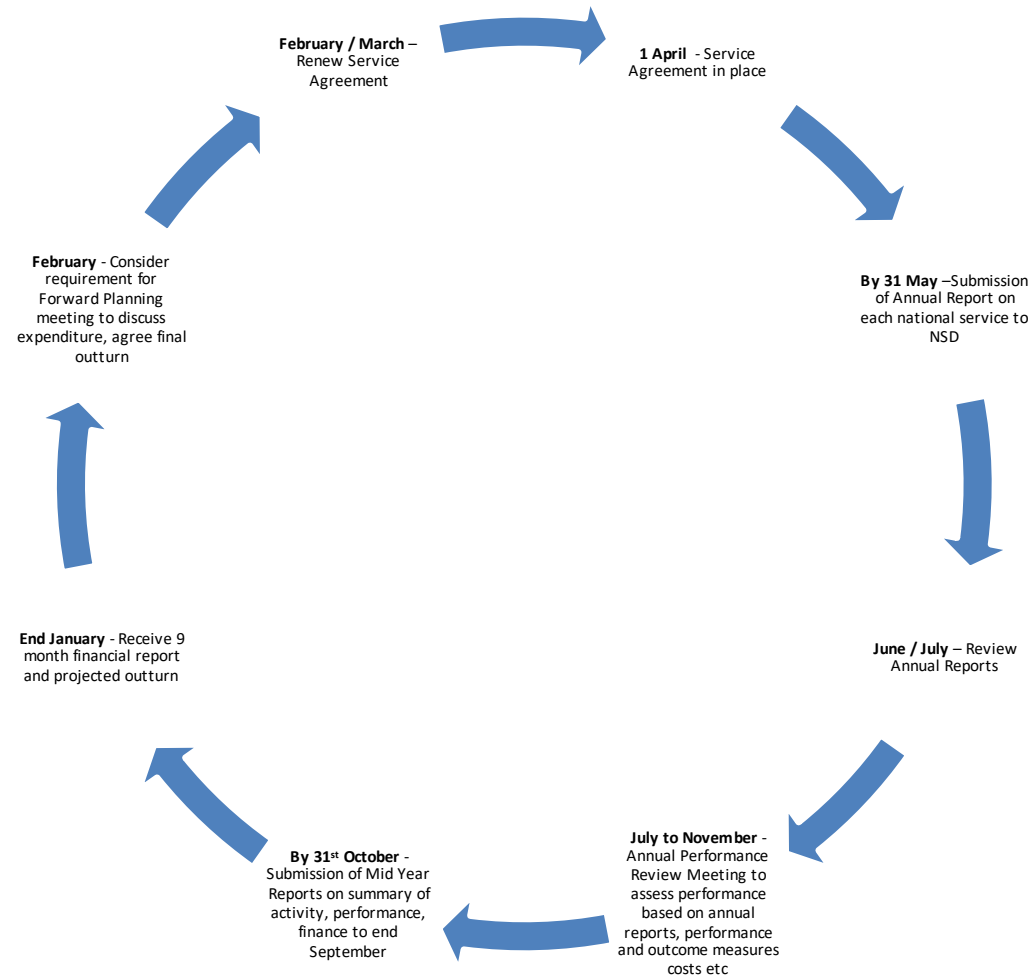 February / March –
Renew Service
Agreement
1 April  - Service
Agreement in place
By 31 May –Submission
of Annual Report on
each national service to
NSD
June / July – Review
Annual Reports
July to November -
Annual Performance
Review Meeting to
assess performance
based on annual
reports, performance
and outcome measures
costs etc
By 31st October -
Submission of Mid Year
Reports on summary of
activity, performance,
finance to end
September
End January - Receive 9
month financial report
and projected outturn
February - Consider
requirement for
Forward Planning
meeting to discuss
expenditure, agree final
outturn